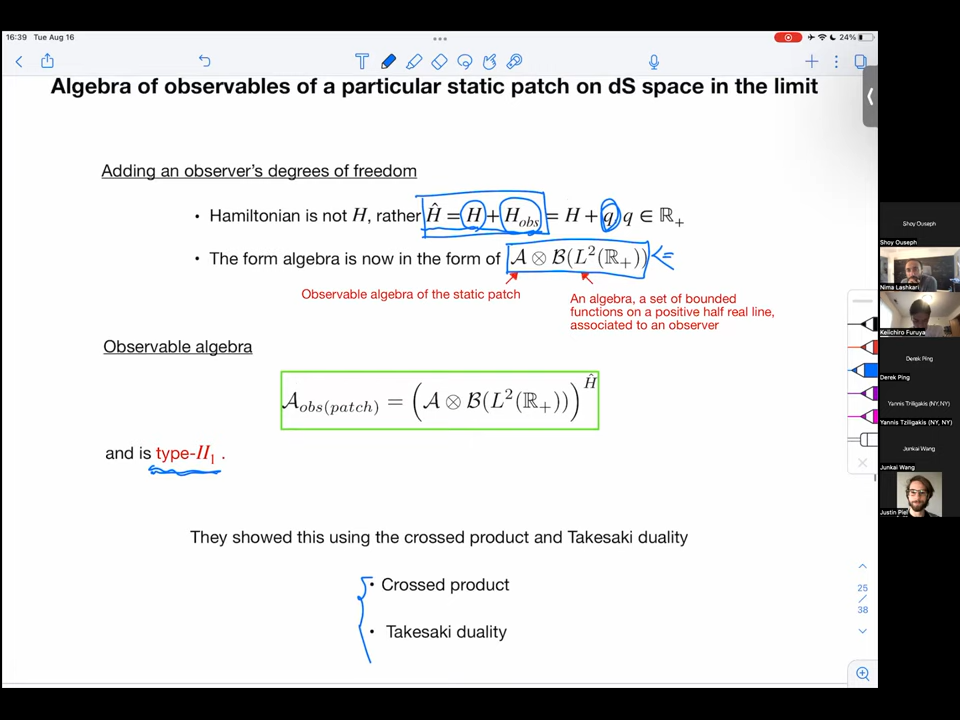 16:39 Tue Aug 16
24%
Algebra of observables of a particular static patch on dS space in the limit
Adding an observer's degrees of freedom
• Hamiltonian is not H, rather Ĥ = H + H_obs = H + q q ∈ ℝ₊
• The form algebra is now in the form of 𝒜 ⊗ ℬ(L²(ℝ₊)) <=
Observable algebra of the static patch
An algebra, a set of bounded
functions on a positive half real line,
associated to an observer
Observable algebra
𝒜_obs(patch) = (𝒜 ⊗ ℬ(L²(ℝ₊)))^Ĥ
and is type-II₁ .
They showed this using the crossed product and Takesaki duality
• Crossed product
• Takesaki duality
25
/
38
Shoy Ouseph
Shoy Ouseph
Nima Lashkari
Keiichiro Furuya
Derek Ping
Derek Ping
Yannis Triligakis (NY, NY)
Yannis Tziligakis (NY, NY)
Junkai Wang
Junkai Wang
Justin Piel